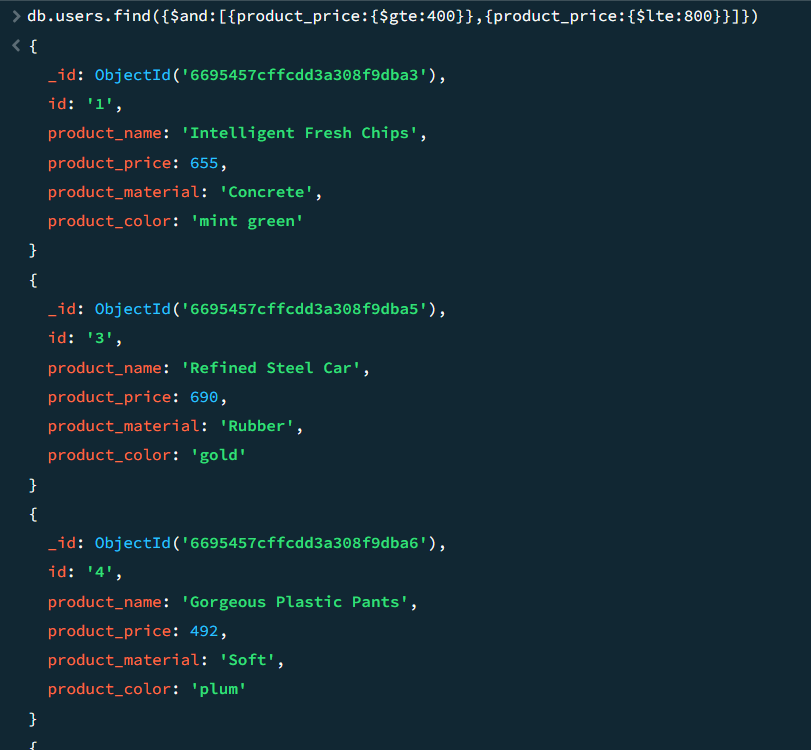 > db.users.find({$and:[{product_price:{$gte:400}},{product_price:{$lte:800}}]})
< {
_id: ObjectId('6695457cffcdd3a308f9dba3'),
id: '1',
product_name: 'Intelligent Fresh Chips',
product_price: 655,
product_material: 'Concrete',
product_color: 'mint green'
}
{
_id: ObjectId('6695457cffcdd3a308f9dba5'),
id: '3',
product_name: 'Refined Steel Car',
product_price: 690,
product_material: 'Rubber',
product_color: 'gold'
}
{
_id: ObjectId('6695457cffcdd3a308f9dba6'),
id: '4',
product_name: 'Gorgeous Plastic Pants',
product_price: 492,
product_material: 'Soft',
product_color: 'plum'
}
{